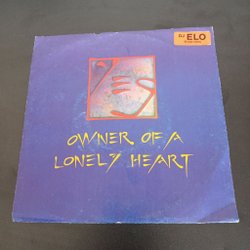 YES
DJ ELO
OWNER OF A
LONELY HEART